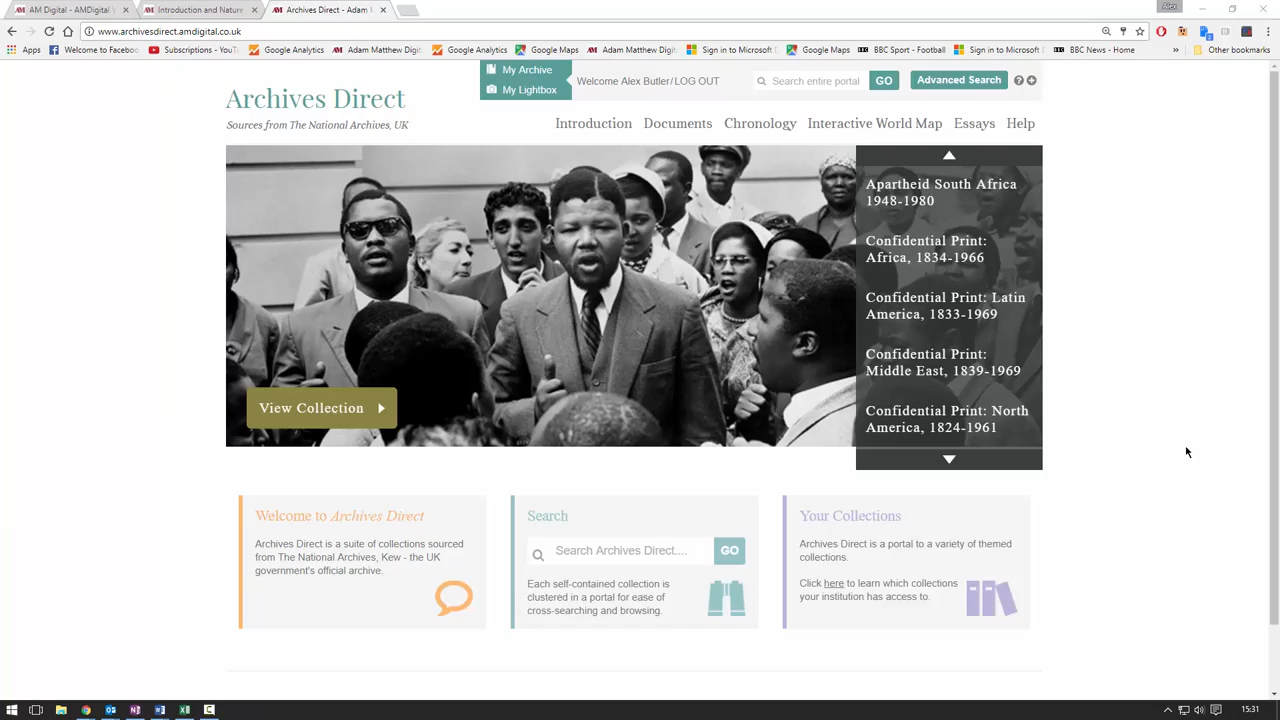 AM Digital - AMDigital W
Introduction and Nature
Archives Direct - Adam M
Alex
www.archivesdirect.amdigital.co.uk
Apps
Welcome to Facebo
Subscriptions - YouTu
Google Analytics
Adam Matthew Digital
Google Analytics
Google Maps
Adam Matthew Digital
Sign in to Microsoft D
Google Maps
BBC Sport - Football
Sign in to Microsoft D
BBC News - Home
»
Other bookmarks
My Archive
My Lightbox
Welcome Alex Butler/LOG OUT
Search entire portal
GO
Advanced Search
Archives Direct
Sources from The National Archives, UK
Introduction
Documents
Chronology
Interactive World Map
Essays
Help
View Collection
Apartheid South Africa
1948-1980
Confidential Print:
Africa, 1834-1966
Confidential Print: Latin
America, 1833-1969
Confidential Print:
Middle East, 1839-1969
Confidential Print: North
America, 1824-1961
Welcome to Archives Direct
Archives Direct is a suite of collections sourced
from The National Archives, Kew - the UK
government's official archive.
Search
Search Archives Direct....
GO
Each self-contained collection is
clustered in a portal for ease of
cross-searching and browsing.
Your Collections
Archives Direct is a portal to a variety of themed
collections.
Click here to learn which collections
your institution has access to.
15:31